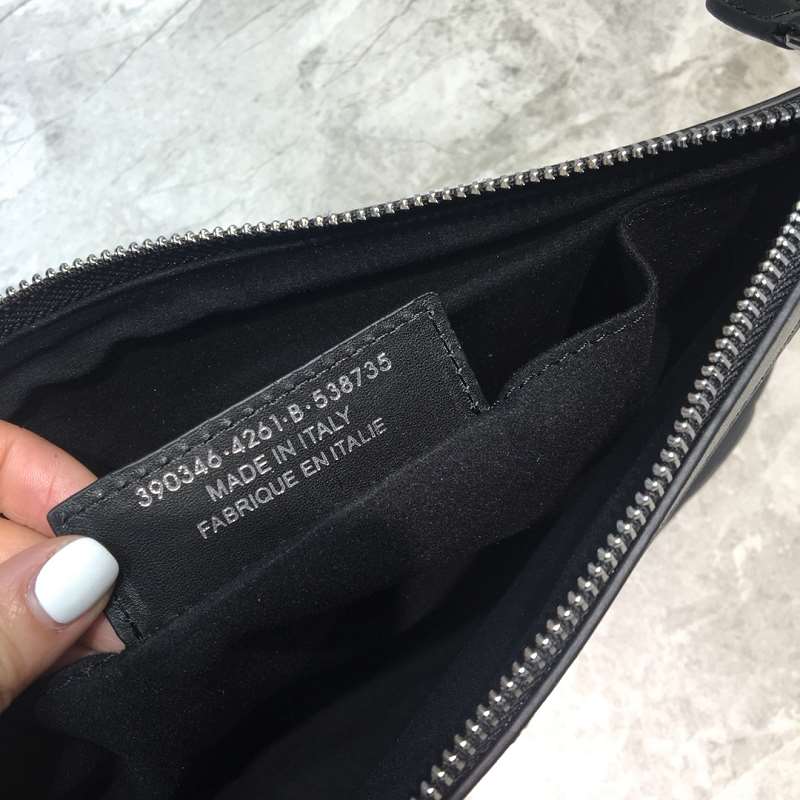 390346·4261·B·538735
MADE IN ITALY
FABRIQUE EN ITALIE